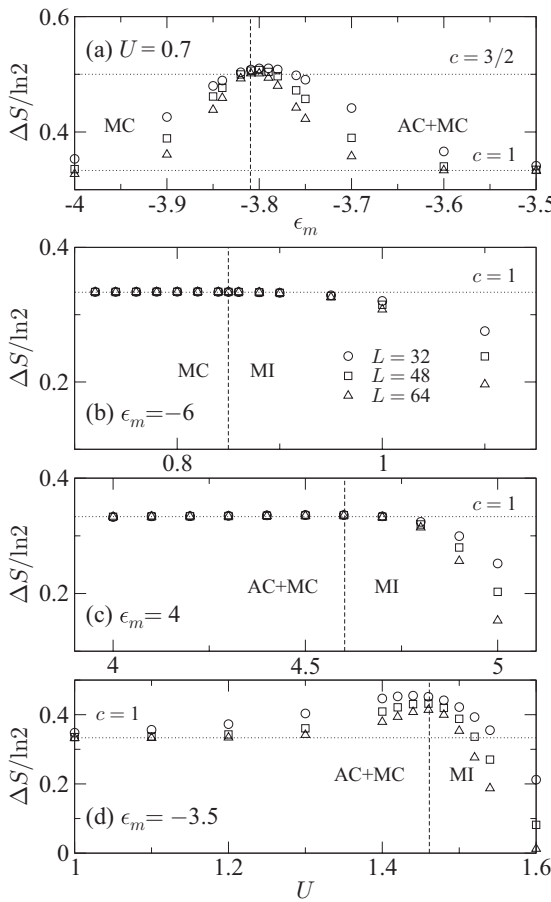 0.6
(a) U = 0.7
c = 3/2
ΔS/ln2
MC
AC+MC
0.4
c = 1
-4 -3.9 -3.8 -3.7 -3.6 -3.5
ϵm
0.4
c = 1
ΔS/ln2
MC MI
L = 32
L = 48
L = 64
0.2
(b) ϵm=−6
0.8 1
0.4
c = 1
ΔS/ln2
AC+MC MI
0.2
(c) ϵm= 4
4 4.5 5
c = 1
0.4
ΔS/ln2
AC+MC MI
0.2
(d) ϵm= −3.5
0
1 1.2 1.4 1.6
U